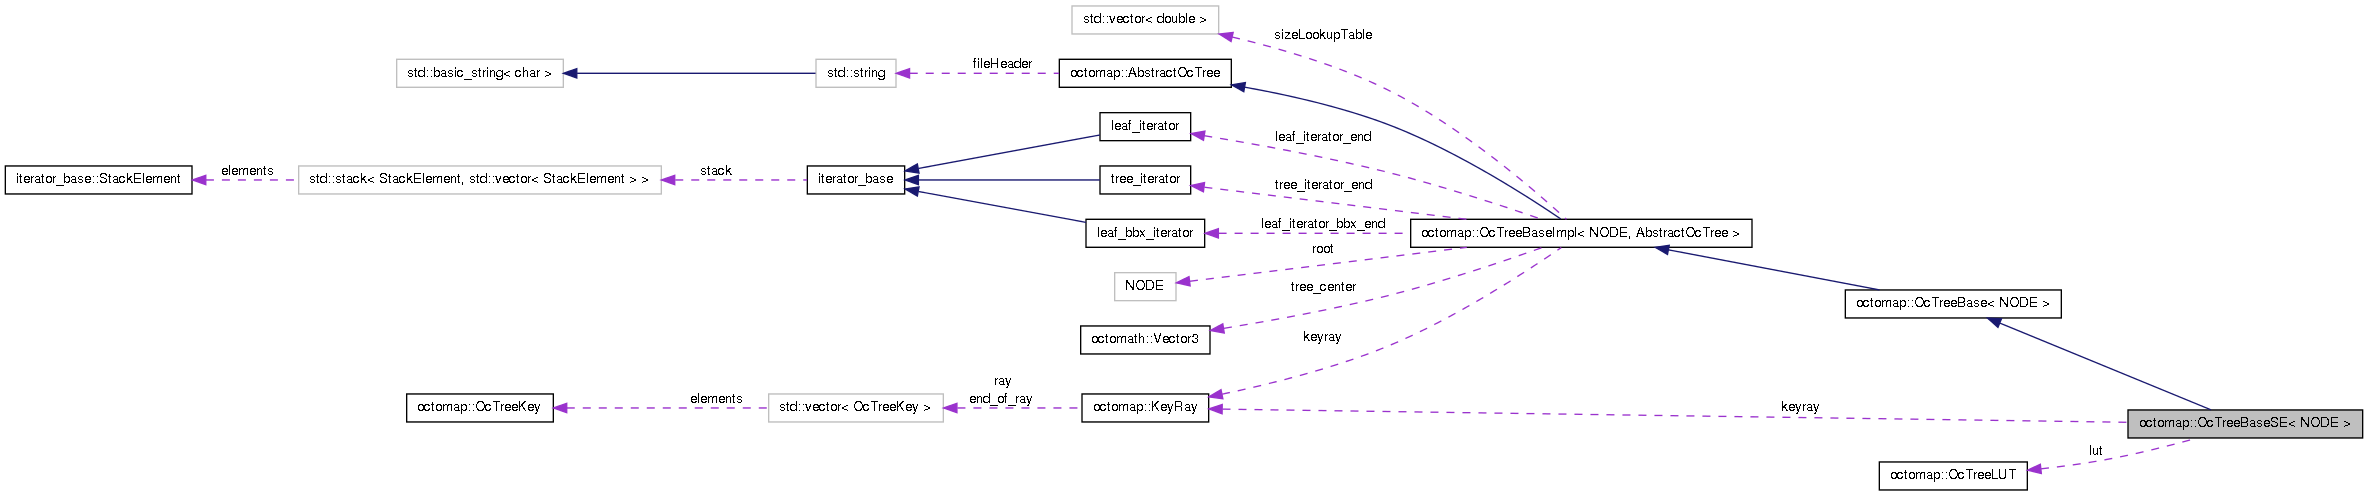 std::vector< double >
sizeLookupTable
std::basic_string< char >
std::string
fileHeader
octomap::AbstractOcTree
leaf_iterator
leaf_iterator_end
iterator_base::StackElement
elements
std::stack< StackElement, std::vector< StackElement > >
stack
iterator_base
tree_iterator
tree_iterator_end
leaf_bbx_iterator
leaf_iterator_bbx_end
octomap::OcTreeBaseImpl< NODE, AbstractOcTree >
root
NODE
tree_center
octomap::OcTreeBase< NODE >
octomath::Vector3
keyray
octomap::OcTreeKey
elements
std::vector< OcTreeKey >
ray
end_of_ray
octomap::KeyRay
keyray
octomap::OcTreeBaseSE< NODE >
lut
octomap::OcTreeLUT